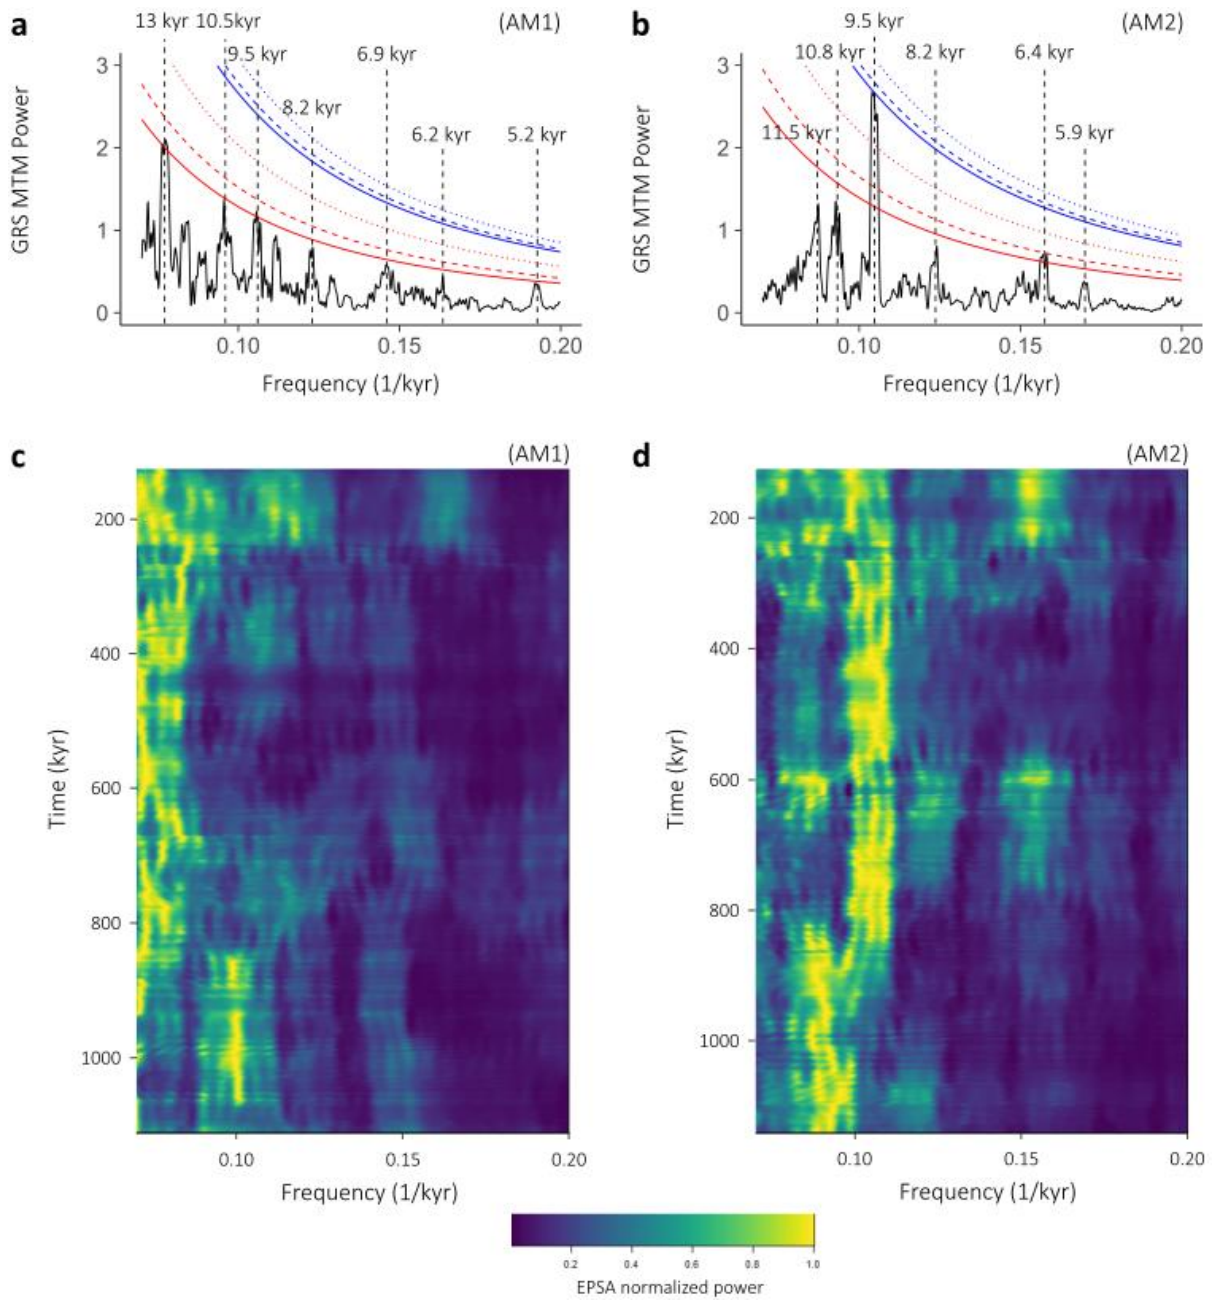 a
(AM1)
13 kyr 10.5kyr
9.5 kyr
6.9 kyr
8.2 kyr
6.2 kyr
5.2 kyr
3
2
1
0
GRS MTM Power
0.10
0.15
0.20
Frequency (1/kyr)
b
9.5 kyr
(AM2)
10.8 kyr
8.2 kyr
6.4 kyr
11.5 kyr
5.9 kyr
3
2
1
0
GRS MTM Power
0.10
0.15
0.20
Frequency (1/kyr)
c
(AM1)
200
400
600
800
1000
Time (kyr)
0.10
0.15
0.20
Frequency (1/kyr)
d
(AM2)
200
400
600
800
1000
Time (kyr)
0.10
0.15
0.20
Frequency (1/kyr)
0.2
0.4
0.6
0.8
1.0
EPSA normalized power